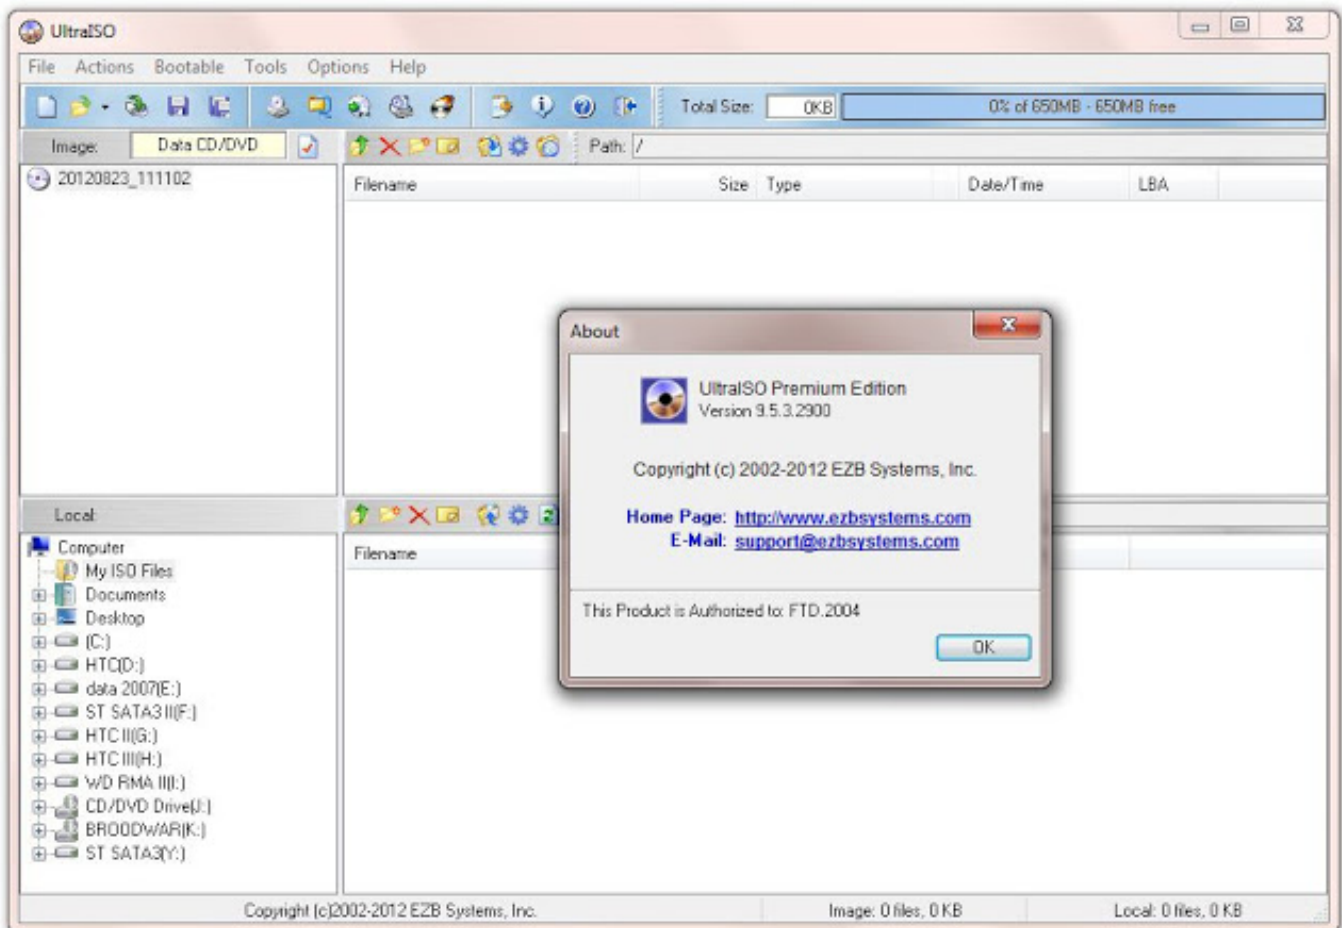 UltraISO
File Actions Bootable Tools Options Help
Total Size: 0KB 0% of 650MB - 650MB free
Image: Data CD/DVD Path: /
20120823_111102
Filename Size Type Date/Time LBA
About
UltraISO Premium Edition
Version 9.5.3.2900
Copyright (c) 2002-2012 EZB Systems, Inc.
Home Page: http://www.ezbsystems.com
E-Mail: support@ezbsystems.com
This Product is Authorized to: FTD.2004
OK
Local:
Filename
Computer
My ISO Files
Documents
Desktop
(C:)
HTC(D:)
data 2007(E:)
ST SATA3 II(F:)
HTC II(G:)
HTC III(H:)
WD RMA III(I:)
CD/DVD Drive(J:)
BROODWAR(K:)
ST SATA3(Y:)
Copyright (c)2002-2012 EZB Systems, Inc. Image: 0 files, 0 KB Local: 0 files, 0 KB